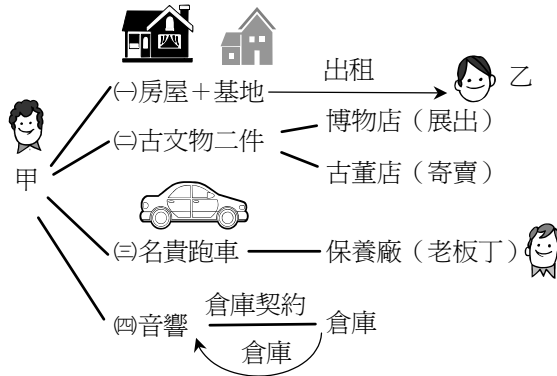 出租
乙
㈠房屋＋基地
博物店（展出）
㈡古文物二件
古董店（寄賣）
甲
㈢名貴跑車
保養廠（老板丁）
倉庫契約
㈣音響
倉庫
倉庫